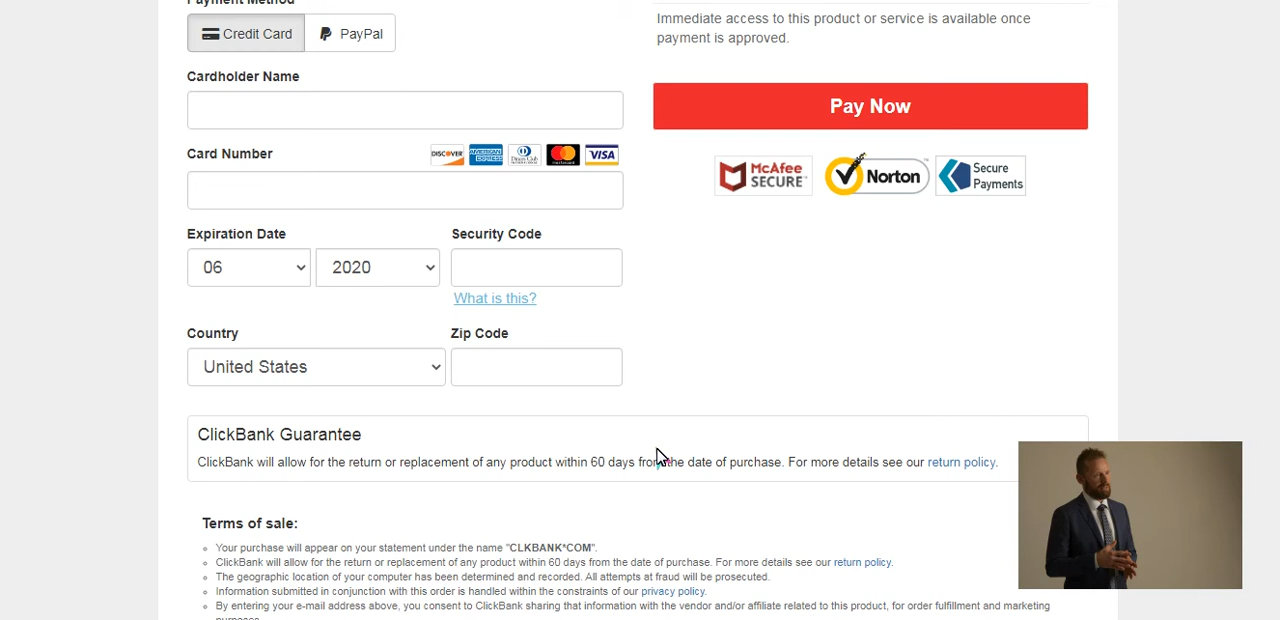 Payment Method
Credit Card
PayPal
Cardholder Name
Card Number
DISCOVER
AMERICAN EXPRESS
Diners Club
VISA
Expiration Date
Security Code
06
2020
What is this?
Country
Zip Code
United States
Immediate access to this product or service is available once
payment is approved.
Pay Now
McAfee
SECURE
Norton
Secure
Payments
ClickBank Guarantee
ClickBank will allow for the return or replacement of any product within 60 days from the date of purchase. For more details see our return policy.
Terms of sale:
Your purchase will appear on your statement under the name "CLKBANK*COM".
ClickBank will allow for the return or replacement of any product within 60 days from the date of purchase. For more details see our return policy.
The geographic location of your computer has been determined and recorded. All attempts at fraud will be prosecuted.
Information submitted in conjunction with this order is handled within the constraints of our privacy policy.
By entering your e-mail address above, you consent to ClickBank sharing that information with the vendor and/or affiliate related to this product, for order fulfillment and marketing
purposes.